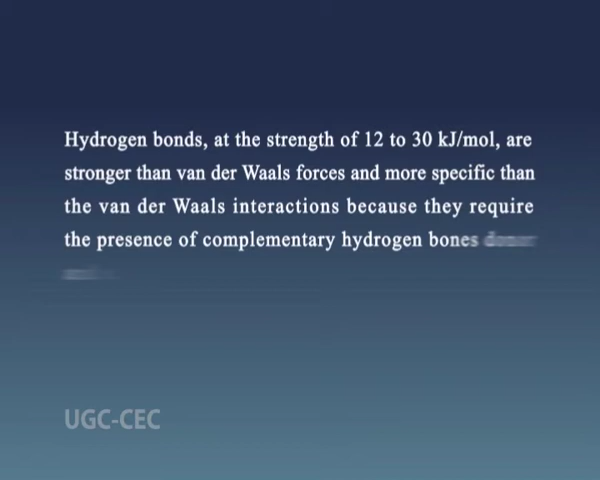 Hydrogen bonds, at the strength of 12 to 30 kJ/mol, are
stronger than van der Waals forces and more specific than
the van der Waals interactions because they require
the presence of complementary hydrogen bones donor
UGC-CEC